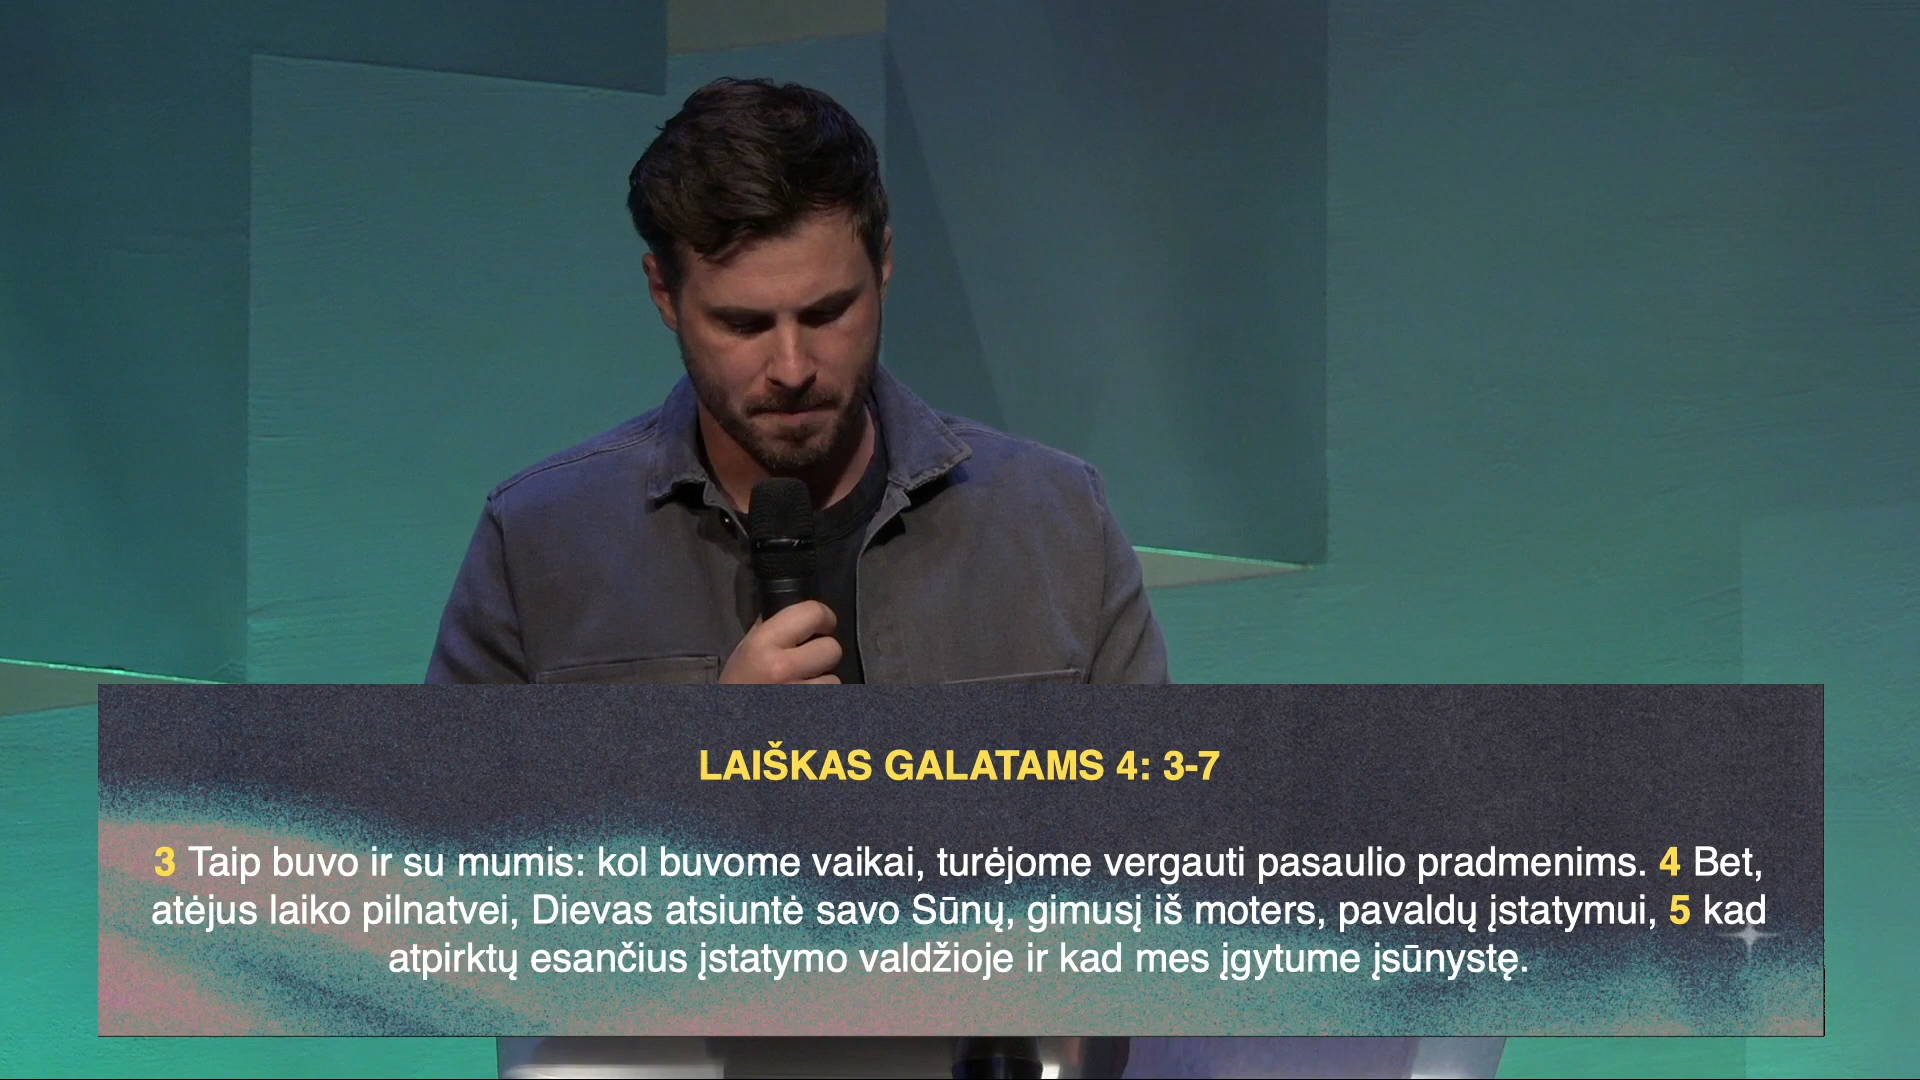 LAIŠKAS GALATAMS 4: 3-7
3 Taip buvo ir su mumis: kol buvome vaikai, turėjome vergauti pasaulio pradmenims. 4 Bet,
atėjus laiko pilnatvei, Dievas atsiuntė savo Sūnų, gimusį iš moters, pavaldų įstatymui, 5 kad
atpirktų esančius įstatymo valdžioje ir kad mes įgytume įsūnystę.